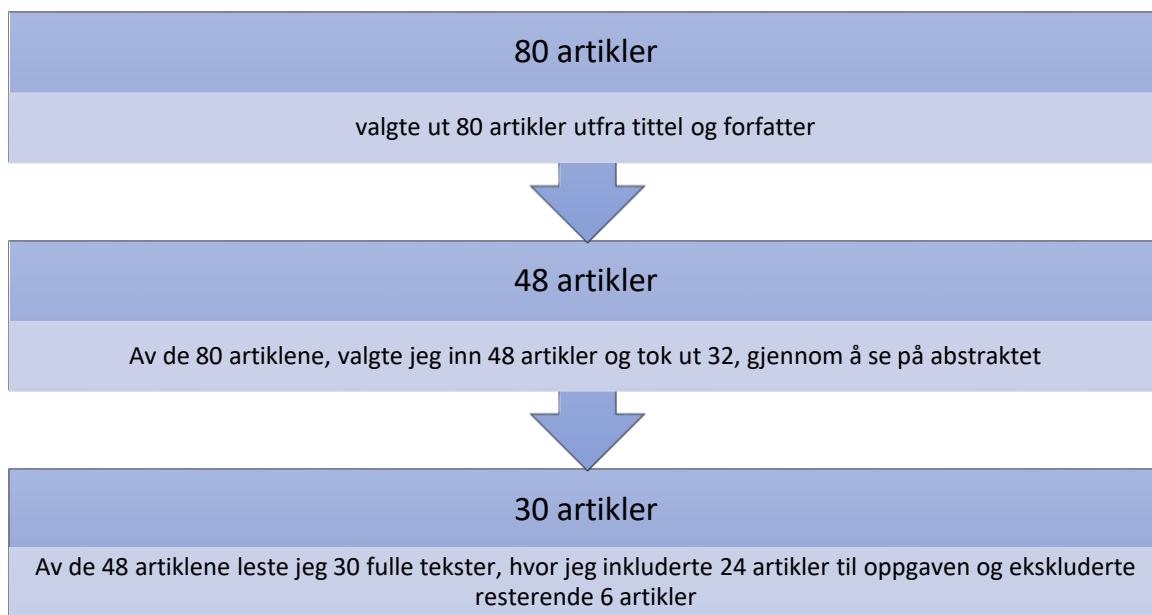 80 artikler
valgte ut 80 artikler utfra tittel og forfatter
48 artikler
Av de 80 artiklene, valgte jeg inn 48 artikler og tok ut 32, gjennom å se på abstraktet
30 artikler
Av de 48 artiklene leste jeg 30 fulle tekster, hvor jeg inkluderte 24 artikler til oppgaven og ekskluderte
resterende 6 artikler